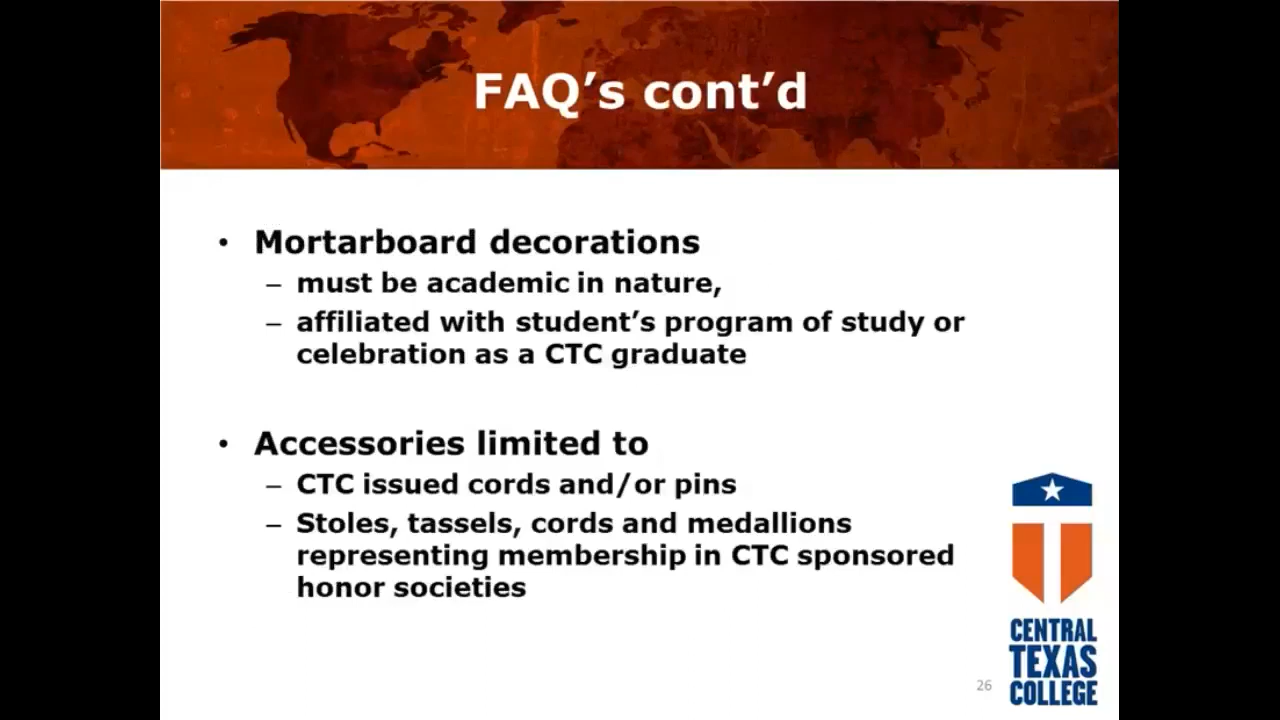 FAQ’s cont’d
• Mortarboard decorations
– must be academic in nature,
– affiliated with student’s program of study or
celebration as a CTC graduate
• Accessories limited to
– CTC issued cords and/or pins
– Stoles, tassels, cords and medallions
representing membership in CTC sponsored
honor societies
CENTRAL
TEXAS
COLLEGE
26